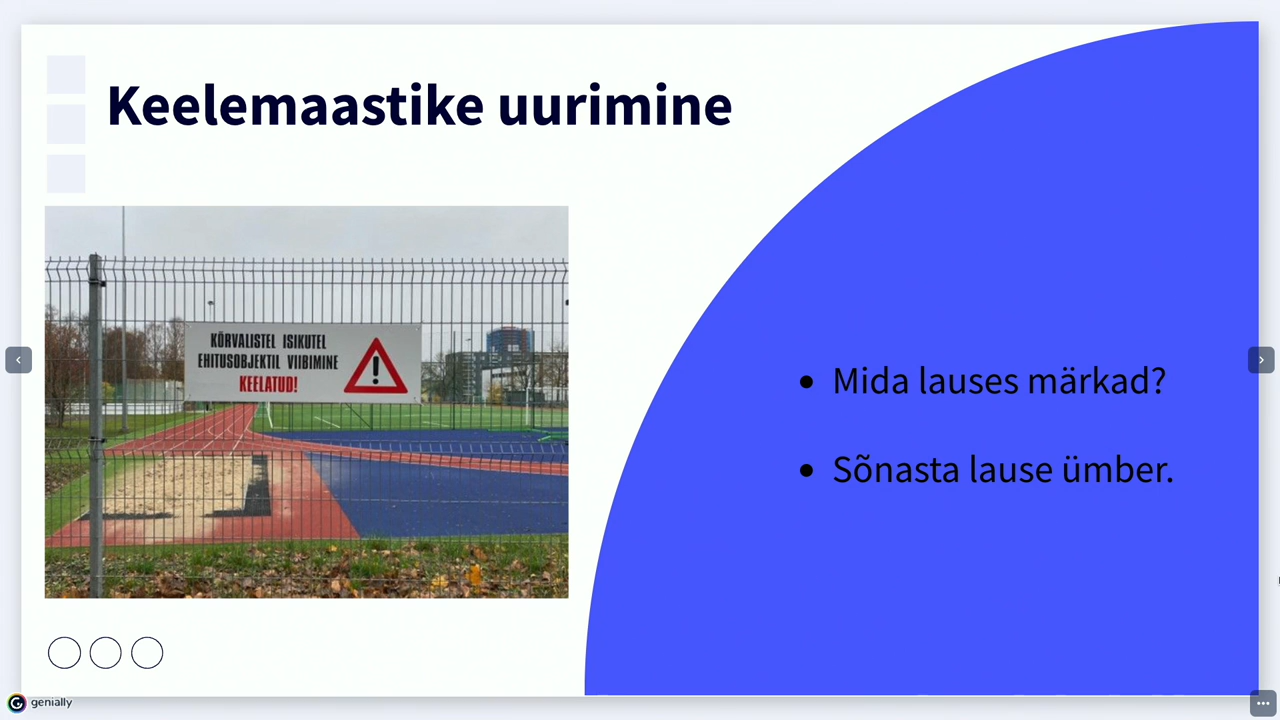 Keelemaastike uurimine
KÕRVALISTEL ISIKUTEL
EHITUSOBJEKTIL VIIBIMINE
KEELATUD!
• Mida lauses märkad?
• Sõnasta lause ümber.
genially